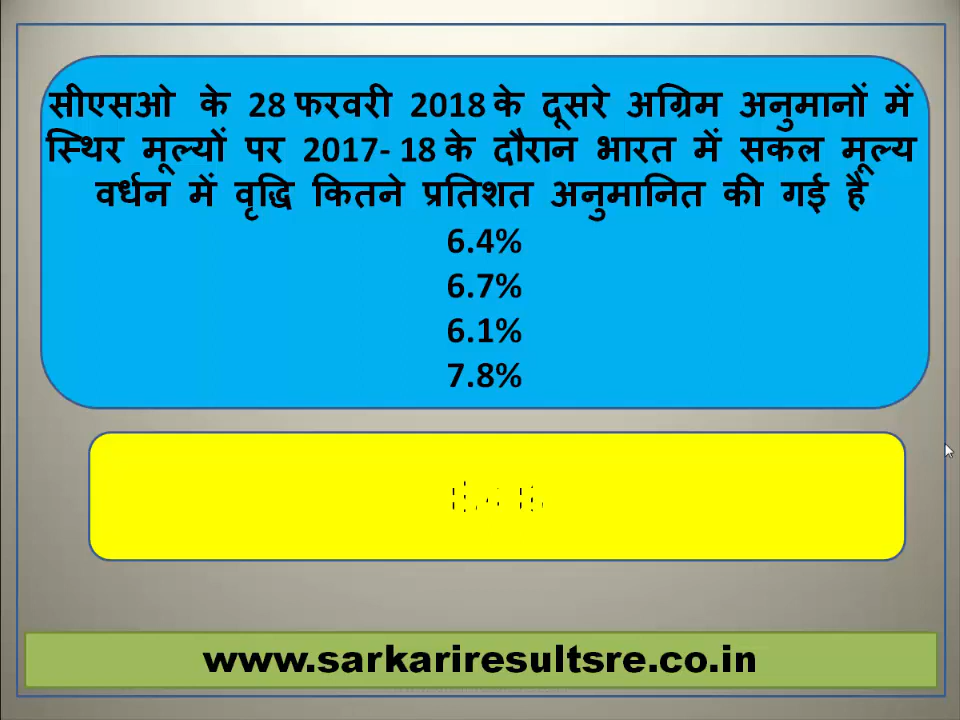 सीएसओ के 28 फरवरी 2018 के दूसरे अग्रिम अनुमानों में
स्थिर मूल्यों पर 2017- 18 के दौरान भारत में सकल मूल्य
वर्धन में वृद्धि कितने प्रतिशत अनुमानित की गई है
6.4%
6.7%
6.1%
7.8%
www.sarkariresultsre.co.in